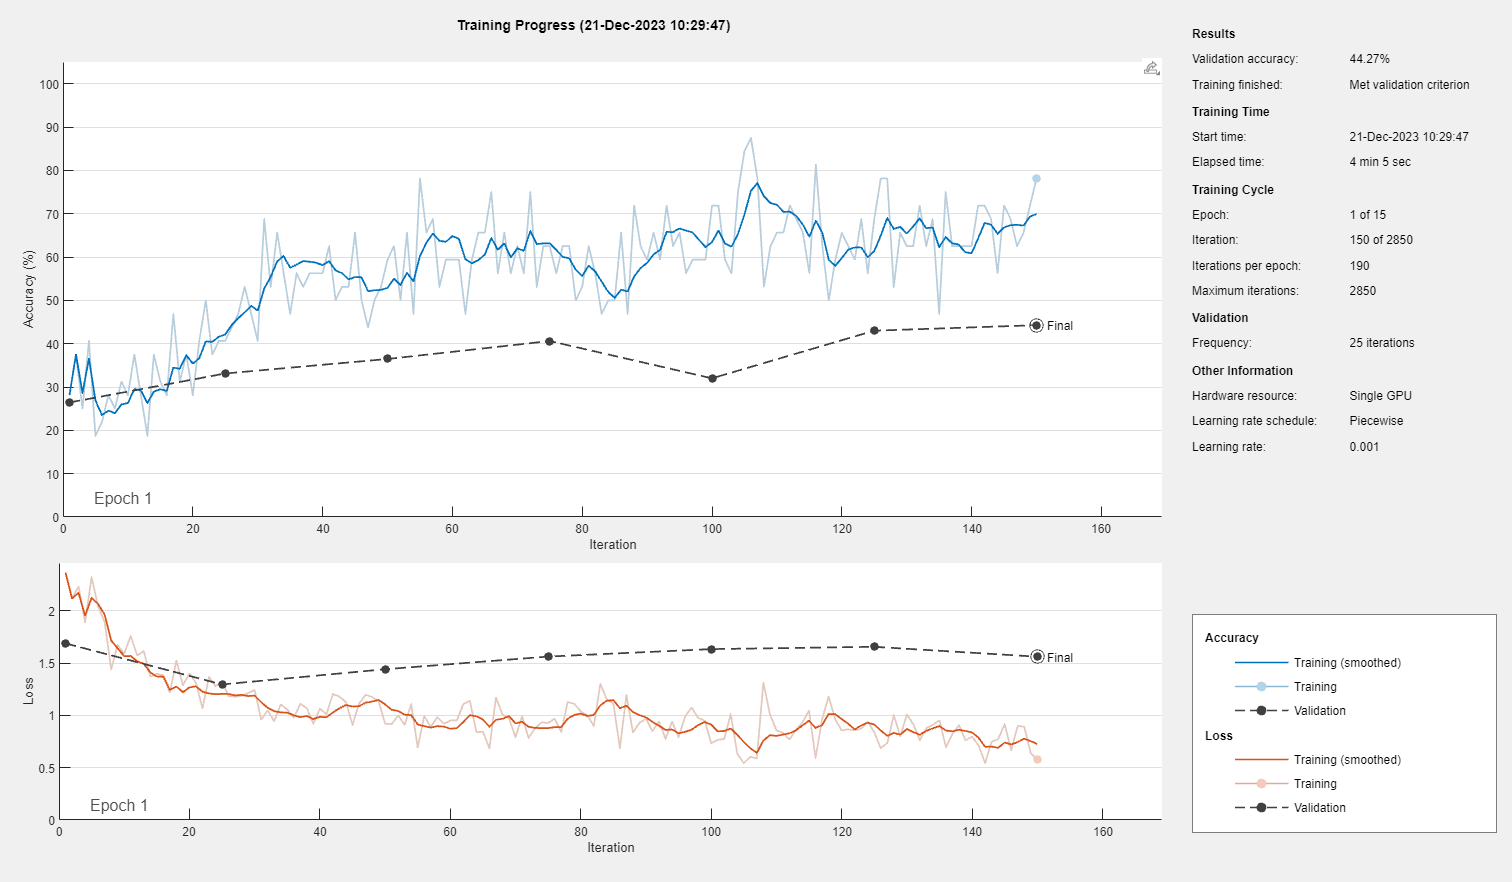 Training Progress (21-Dec-2023 10:29:47)
100
90
80
70
60
50
40
30
20
10
0
Accuracy (%)
Epoch 1
Final
0 20 40 60 80 100 120 140 160
Iteration
2
1.5
1
0.5
0
Loss
Epoch 1
Final
0 20 40 60 80 100 120 140 160
Iteration
Results
Validation accuracy: 44.27%
Training finished: Met validation criterion
Training Time
Start time: 21-Dec-2023 10:29:47
Elapsed time: 4 min 5 sec
Training Cycle
Epoch: 1 of 15
Iteration: 150 of 2850
Iterations per epoch: 190
Maximum iterations: 2850
Validation
Frequency: 25 iterations
Other Information
Hardware resource: Single GPU
Learning rate schedule: Piecewise
Learning rate: 0.001
Accuracy
Training (smoothed)
Training
Validation
Loss
Training (smoothed)
Training
Validation